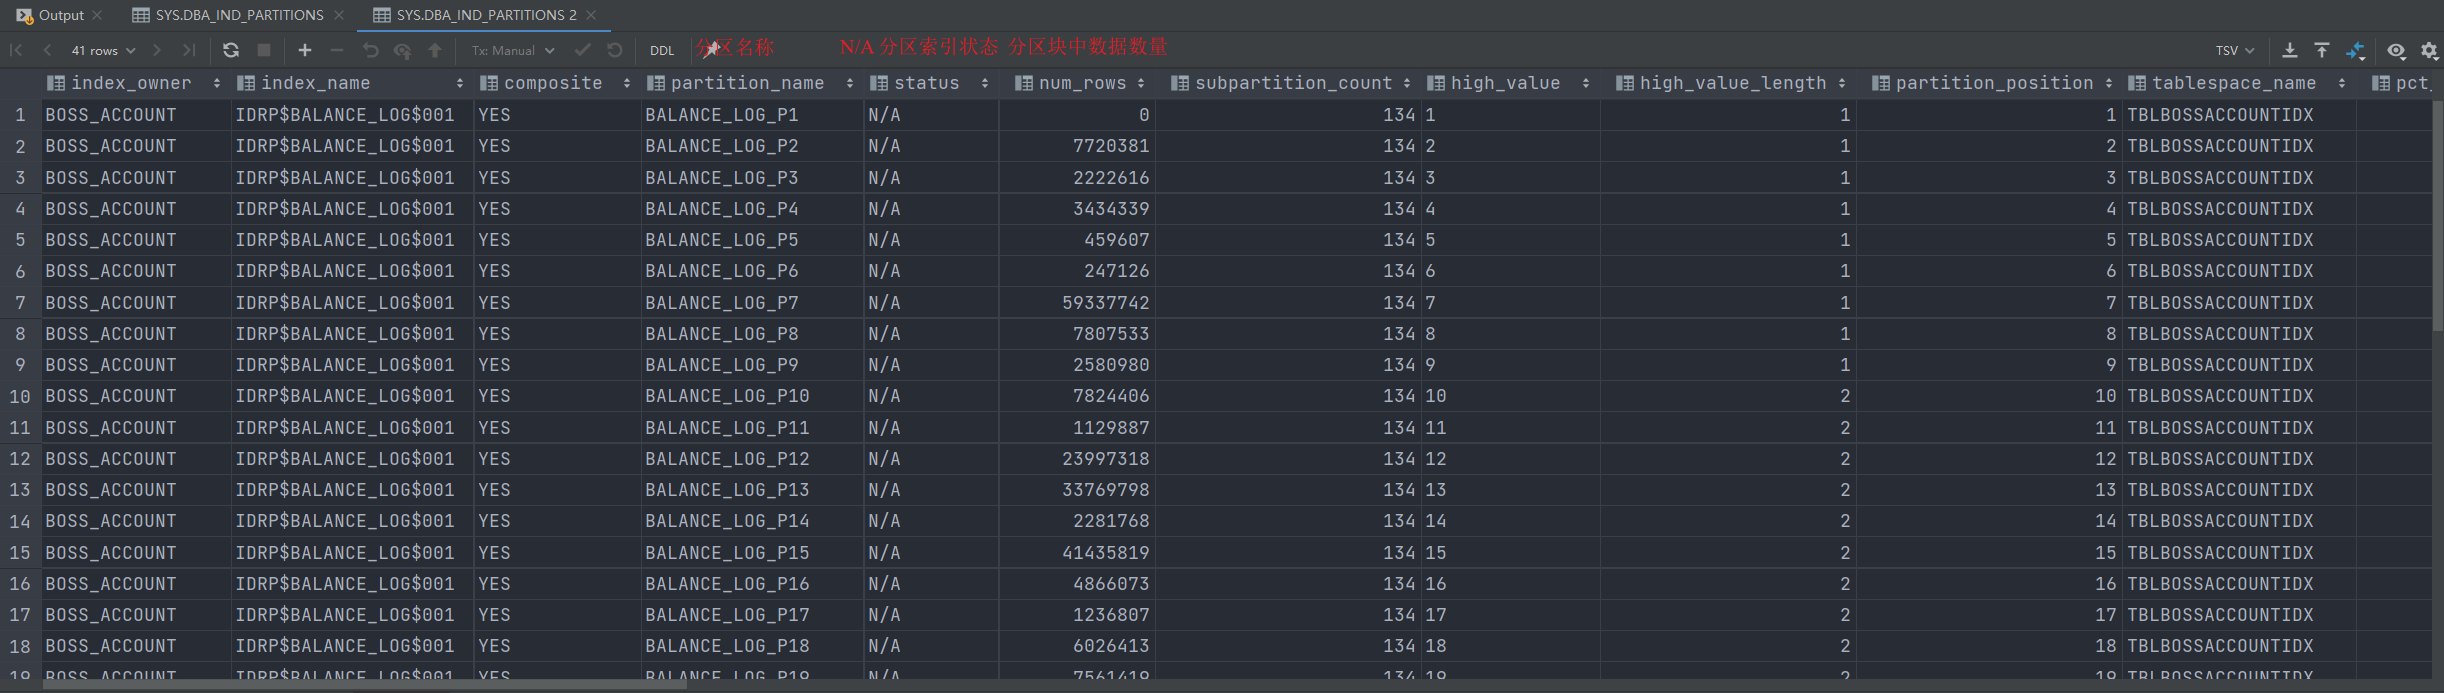 Output SYS.DBA_IND_PARTITIONS SYS.DBA_IND_PARTITIONS 2
41 rows Tx: Manual DDL 分区名称 N/A 分区索引状态 分区块中数据数量 TSV
index_owner index_name composite partition_name status num_rows subpartition_count high_value high_value_length partition_position tablespace_name pct_
1 BOSS_ACCOUNT IDRP$BALANCE_LOG$001 YES BALANCE_LOG_P1 N/A 0 134 1 1 1 TBLBOSSACCOUNTIDX
2 BOSS_ACCOUNT IDRP$BALANCE_LOG$001 YES BALANCE_LOG_P2 N/A 7720381 134 2 1 2 TBLBOSSACCOUNTIDX
3 BOSS_ACCOUNT IDRP$BALANCE_LOG$001 YES BALANCE_LOG_P3 N/A 2222616 134 3 1 3 TBLBOSSACCOUNTIDX
4 BOSS_ACCOUNT IDRP$BALANCE_LOG$001 YES BALANCE_LOG_P4 N/A 3434339 134 4 1 4 TBLBOSSACCOUNTIDX
5 BOSS_ACCOUNT IDRP$BALANCE_LOG$001 YES BALANCE_LOG_P5 N/A 459607 134 5 1 5 TBLBOSSACCOUNTIDX
6 BOSS_ACCOUNT IDRP$BALANCE_LOG$001 YES BALANCE_LOG_P6 N/A 247126 134 6 1 6 TBLBOSSACCOUNTIDX
7 BOSS_ACCOUNT IDRP$BALANCE_LOG$001 YES BALANCE_LOG_P7 N/A 59337742 134 7 1 7 TBLBOSSACCOUNTIDX
8 BOSS_ACCOUNT IDRP$BALANCE_LOG$001 YES BALANCE_LOG_P8 N/A 7807533 134 8 1 8 TBLBOSSACCOUNTIDX
9 BOSS_ACCOUNT IDRP$BALANCE_LOG$001 YES BALANCE_LOG_P9 N/A 2580980 134 9 1 9 TBLBOSSACCOUNTIDX
10 BOSS_ACCOUNT IDRP$BALANCE_LOG$001 YES BALANCE_LOG_P10 N/A 7824406 134 10 2 10 TBLBOSSACCOUNTIDX
11 BOSS_ACCOUNT IDRP$BALANCE_LOG$001 YES BALANCE_LOG_P11 N/A 1129887 134 11 2 11 TBLBOSSACCOUNTIDX
12 BOSS_ACCOUNT IDRP$BALANCE_LOG$001 YES BALANCE_LOG_P12 N/A 23997318 134 12 2 12 TBLBOSSACCOUNTIDX
13 BOSS_ACCOUNT IDRP$BALANCE_LOG$001 YES BALANCE_LOG_P13 N/A 33769798 134 13 2 13 TBLBOSSACCOUNTIDX
14 BOSS_ACCOUNT IDRP$BALANCE_LOG$001 YES BALANCE_LOG_P14 N/A 2281768 134 14 2 14 TBLBOSSACCOUNTIDX
15 BOSS_ACCOUNT IDRP$BALANCE_LOG$001 YES BALANCE_LOG_P15 N/A 41435819 134 15 2 15 TBLBOSSACCOUNTIDX
16 BOSS_ACCOUNT IDRP$BALANCE_LOG$001 YES BALANCE_LOG_P16 N/A 4866073 134 16 2 16 TBLBOSSACCOUNTIDX
17 BOSS_ACCOUNT IDRP$BALANCE_LOG$001 YES BALANCE_LOG_P17 N/A 1236807 134 17 2 17 TBLBOSSACCOUNTIDX
18 BOSS_ACCOUNT IDRP$BALANCE_LOG$001 YES BALANCE_LOG_P18 N/A 6026413 134 18 2 18 TBLBOSSACCOUNTIDX
19 BOSS_ACCOUNT IDRP$BALANCE_LOG$001 YES BALANCE_LOG_P19 N/A 7561419 134 19 2 19 TBLBOSSACCOUNTIDX